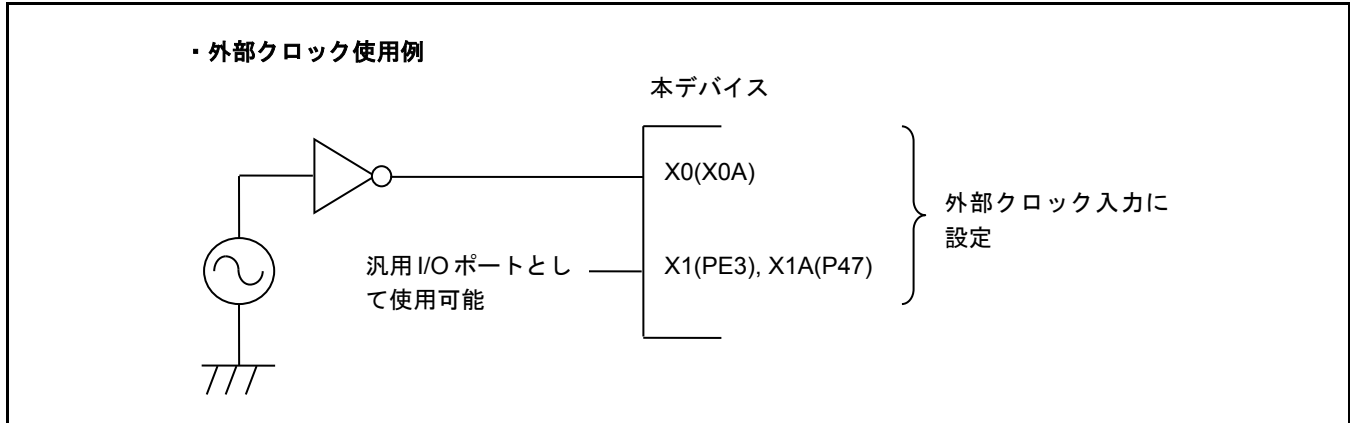 ・外部クロック使用例
本デバイス
X0(X0A)
外部クロック入力に
設定
汎用 I/O ポートとし
て使用可能
X1(PE3), X1A(P47)